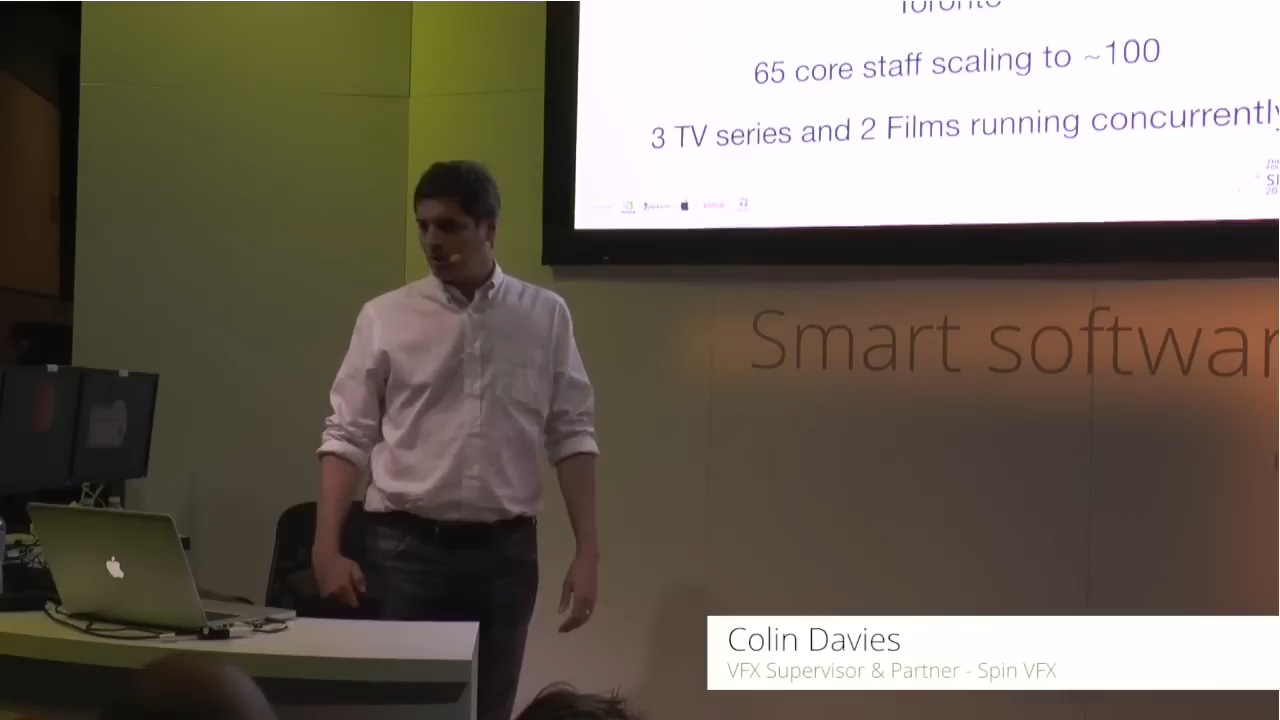 Toronto
65 core staff scaling to ~100
3 TV series and 2 Films running concurrently
Smart softwar
Colin Davies
VFX Supervisor & Partner - Spin VFX